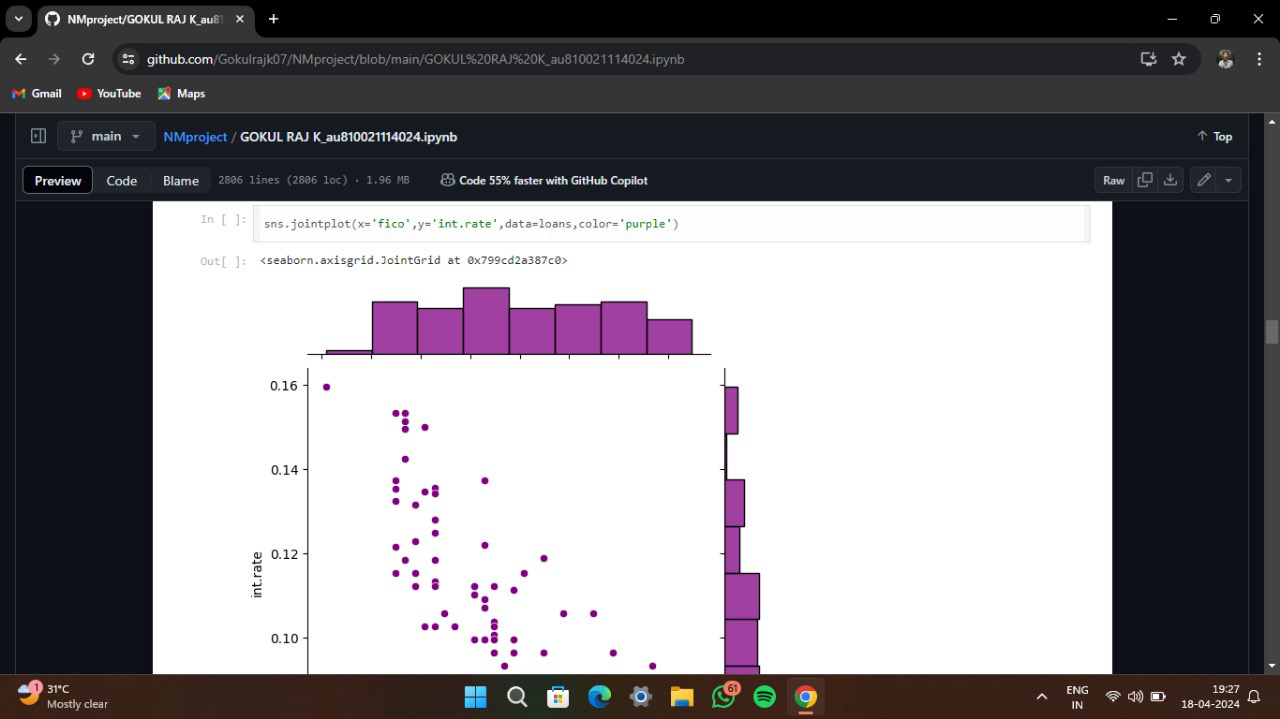 NMproject/GOKUL RAJ K_au81
github.com/Gokulrajk07/NMproject/blob/main/GOKUL%20RAJ%20K_au810021114024.ipynb
Gmail YouTube Maps
main NMproject / GOKUL RAJ K_au810021114024.ipynb Top
Preview Code Blame 2806 lines (2806 loc) · 1.96 MB Code 55% faster with GitHub Copilot Raw
In [ ]: sns.jointplot(x='fico',y='int.rate',data=loans,color='purple')
Out[ ]: <seaborn.axisgrid.JointGrid at 0x799cd2a387c0>
0.16
0.14
0.12
int.rate
0.10
1 31°C
Mostly clear
61
ENG
IN
19:27
18-04-2024